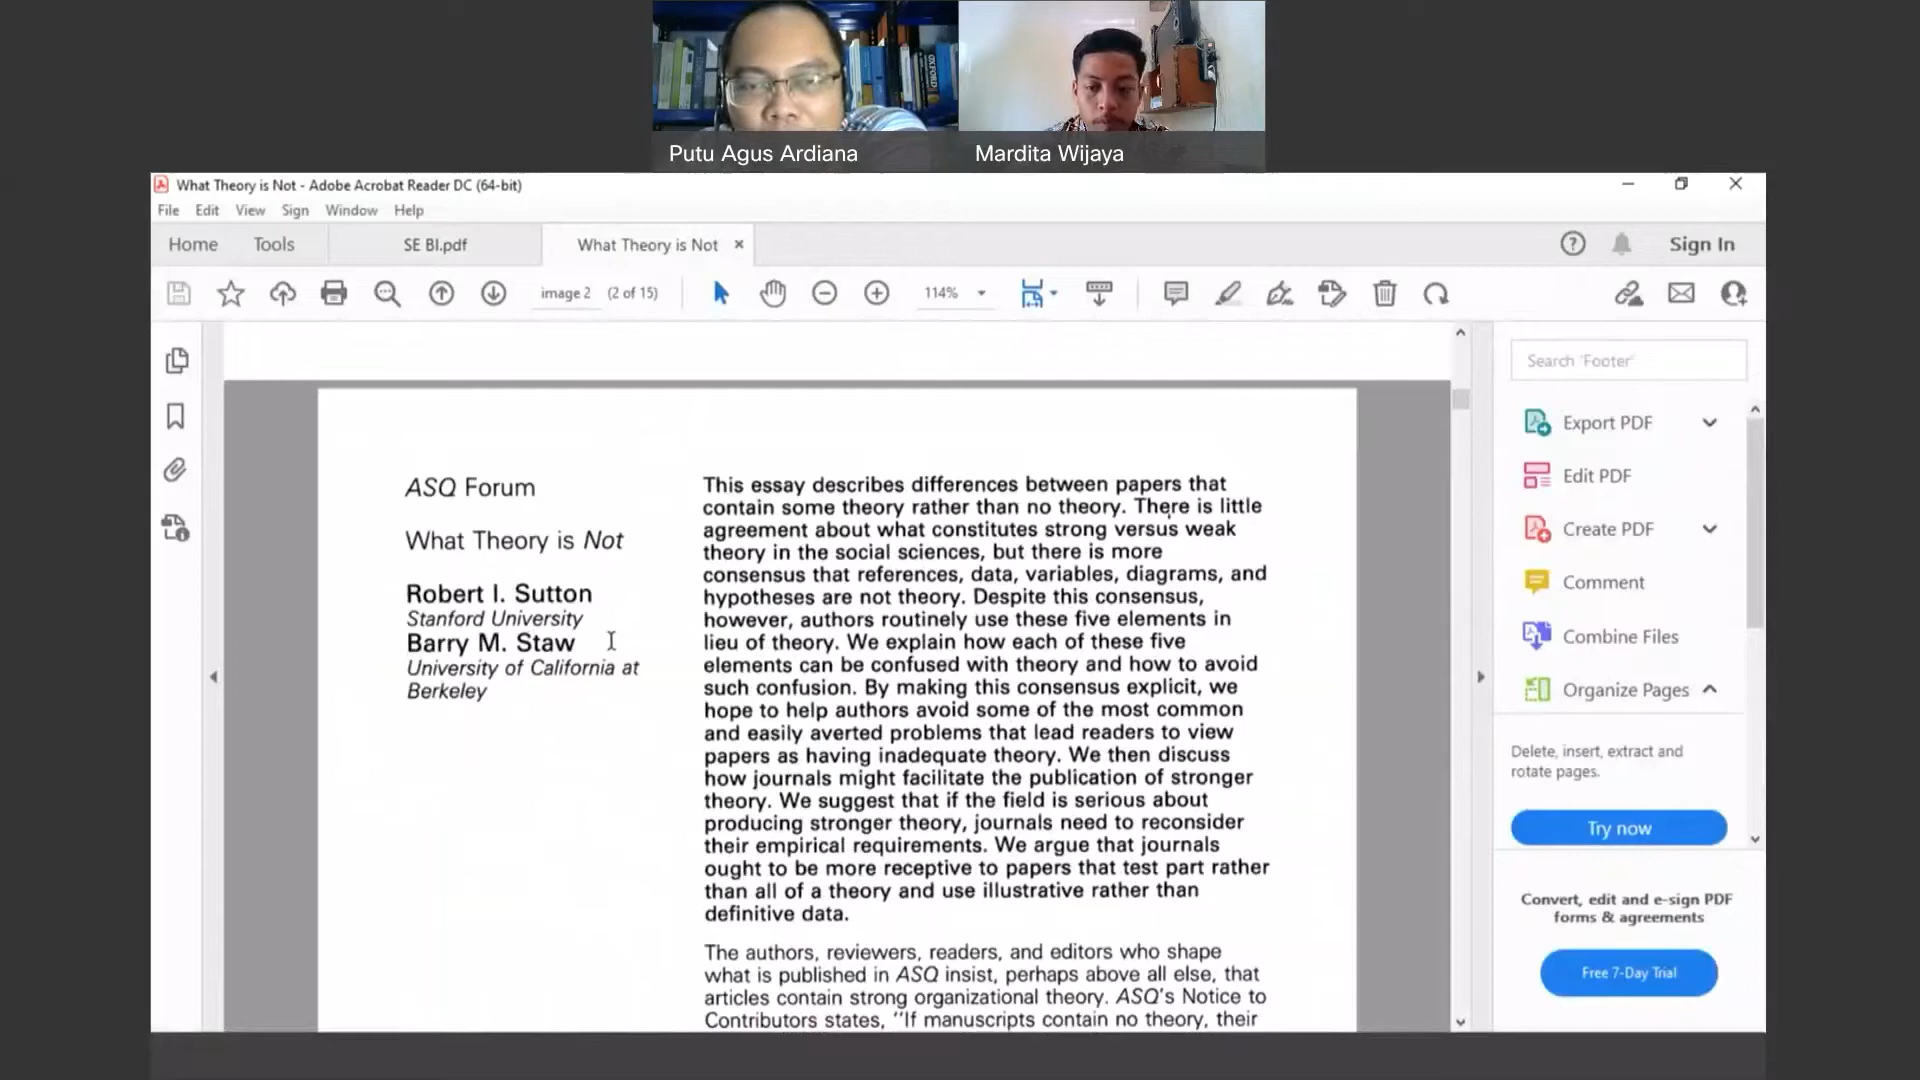 OXFORD
Putu Agus Ardiana
Mardita Wijaya
What Theory is Not - Adobe Acrobat Reader DC (64-bit)
File Edit View Sign Window Help
Home Tools SE BI.pdf What Theory is Not Sign In
image 2 (2 of 15) 114%
Search 'Footer'
Export PDF
Edit PDF
Create PDF
Comment
Combine Files
Organize Pages
Delete, insert, extract and
rotate pages.
Try now
Convert, edit and e-sign PDF
forms & agreements
Free 7-Day Trial
ASQ Forum
What Theory is Not
Robert I. Sutton
Stanford University
Barry M. Staw
University of California at
Berkeley
This essay describes differences between papers that
contain some theory rather than no theory. There is little
agreement about what constitutes strong versus weak
theory in the social sciences, but there is more
consensus that references, data, variables, diagrams, and
hypotheses are not theory. Despite this consensus,
however, authors routinely use these five elements in
lieu of theory. We explain how each of these five
elements can be confused with theory and how to avoid
such confusion. By making this consensus explicit, we
hope to help authors avoid some of the most common
and easily averted problems that lead readers to view
papers as having inadequate theory. We then discuss
how journals might facilitate the publication of stronger
theory. We suggest that if the field is serious about
producing stronger theory, journals need to reconsider
their empirical requirements. We argue that journals
ought to be more receptive to papers that test part rather
than all of a theory and use illustrative rather than
definitive data.
The authors, reviewers, readers, and editors who shape
what is published in ASQ insist, perhaps above all else, that
articles contain strong organizational theory. ASQ's Notice to
Contributors states, "If manuscripts contain no theory, their